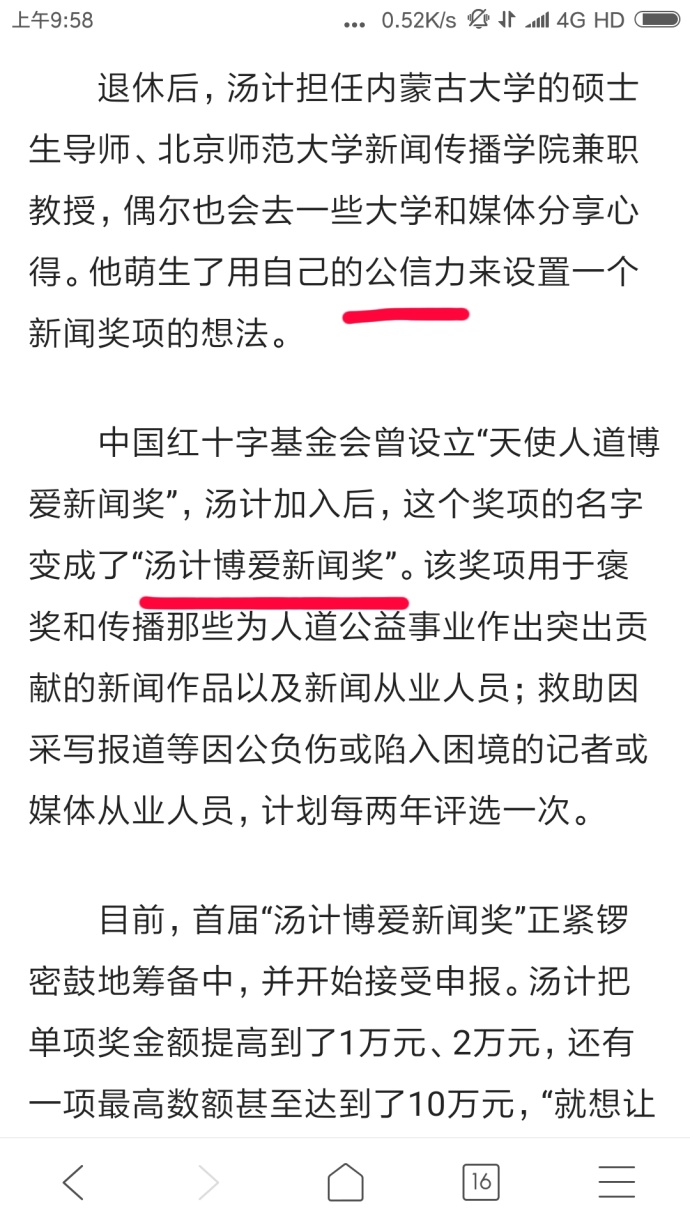 上午9:58
... 0.52K/s 4G HD
退休后，汤计担任内蒙古大学的硕士
生导师、北京师范大学新闻传播学院兼职
教授，偶尔也会去一些大学和媒体分享心
得。他萌生了用自己的公信力来设置一个
新闻奖项的想法。
中国红十字基金会曾设立“天使人道博
爱新闻奖”，汤计加入后，这个奖项的名字
变成了“汤计博爱新闻奖”。该奖项用于褒
奖和传播那些为人道公益事业作出突出贡
献的新闻作品以及新闻从业人员；救助因
采写报道等因公负伤或陷入困境的记者或
媒体从业人员，计划每两年评选一次。
目前，首届“汤计博爱新闻奖”正紧锣
密鼓地筹备中，并开始接受申报。汤计把
单项奖金额提高到了1万元、2万元，还有
一项最高数额甚至达到了10万元，“就想让
16